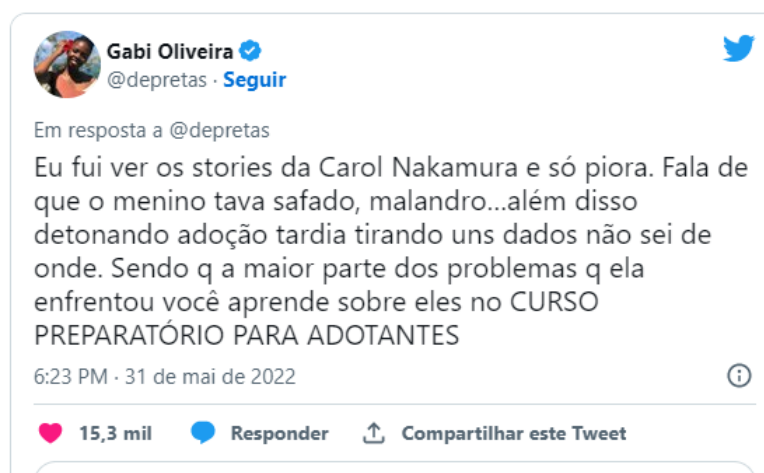 Gabi Oliveira
@depretas · Seguir
Em resposta a @depretas
Eu fui ver os stories da Carol Nakamura e só piora. Fala de
que o menino tava safado, malandro...além disso
detonando adoção tardia tirando uns dados não sei de
onde. Sendo q a maior parte dos problemas q ela
enfrentou você aprende sobre eles no CURSO
PREPARATÓRIO PARA ADOTANTES
6:23 PM · 31 de mai de 2022
15,3 mil Responder Compartilhar este Tweet